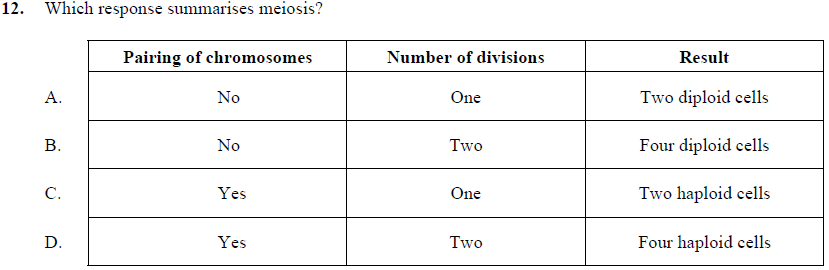 12. Which response summarises meiosis?
Pairing of chromosomes Number of divisions Result
A. No One Two diploid cells
B. No Two Four diploid cells
C. Yes One Two haploid cells
D. Yes Two Four haploid cells